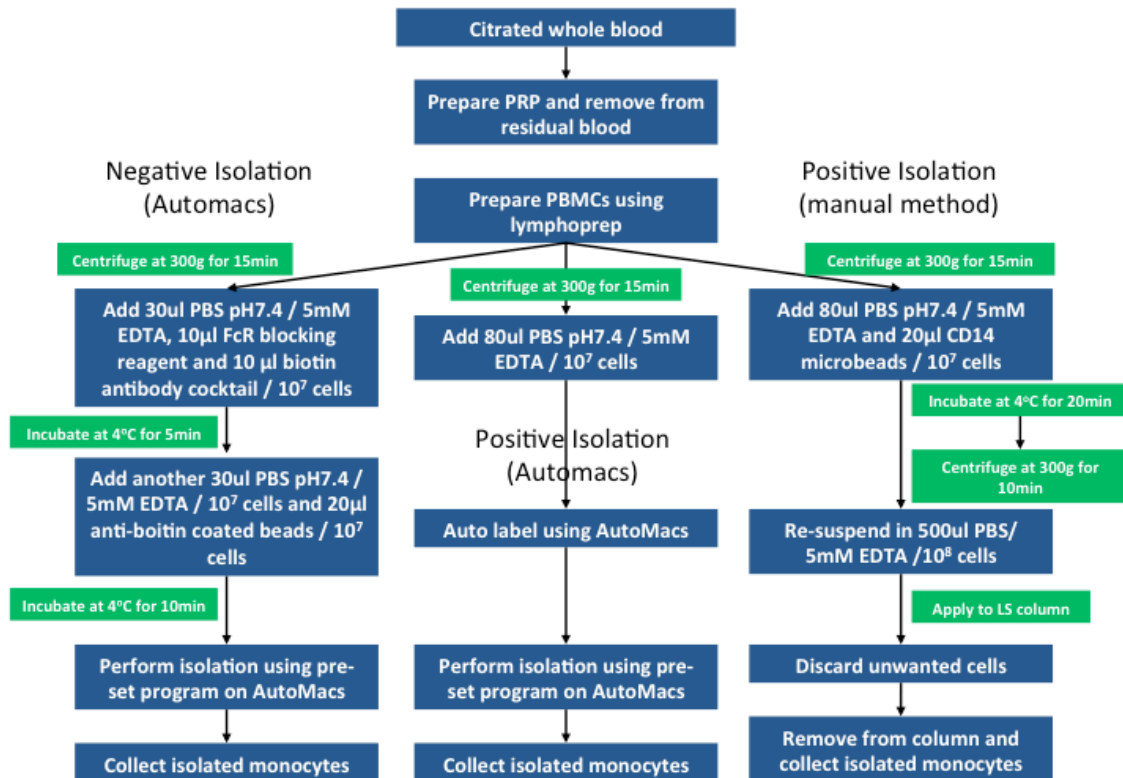 Citrated whole blood
Prepare PRP and remove from
residual blood
Negative Isolation
(Automacs)
Prepare PBMCs using
lymphoprep
Positive Isolation
(manual method)
Centrifuge at 300g for 15min
Centrifuge at 300g for 15min
Centrifuge at 300g for 15min
Add 30ul PBS pH7.4 / 5mM
EDTA, 10µl FcR blocking
reagent and 10 µl biotin
antibody cocktail / 10⁷ cells
Add 80ul PBS pH7.4 / 5mM
EDTA / 10⁷ cells
Add 80ul PBS pH7.4 / 5mM
EDTA and 20µl CD14
microbeads / 10⁷ cells
Incubate at 4°C for 5min
Incubate at 4°C for 20min
Positive Isolation
(Automacs)
Centrifuge at 300g for
10min
Add another 30ul PBS pH7.4 /
5mM EDTA / 10⁷ cells and 20µl
anti-boitin coated beads / 10⁷
cells
Auto label using AutoMacs
Re-suspend in 500ul PBS/
5mM EDTA /10⁸ cells
Incubate at 4°C for 10min
Apply to LS column
Perform isolation using pre-
set program on AutoMacs
Perform isolation using pre-
set program on AutoMacs
Discard unwanted cells
Collect isolated monocytes
Collect isolated monocytes
Remove from column and
collect isolated monocytes